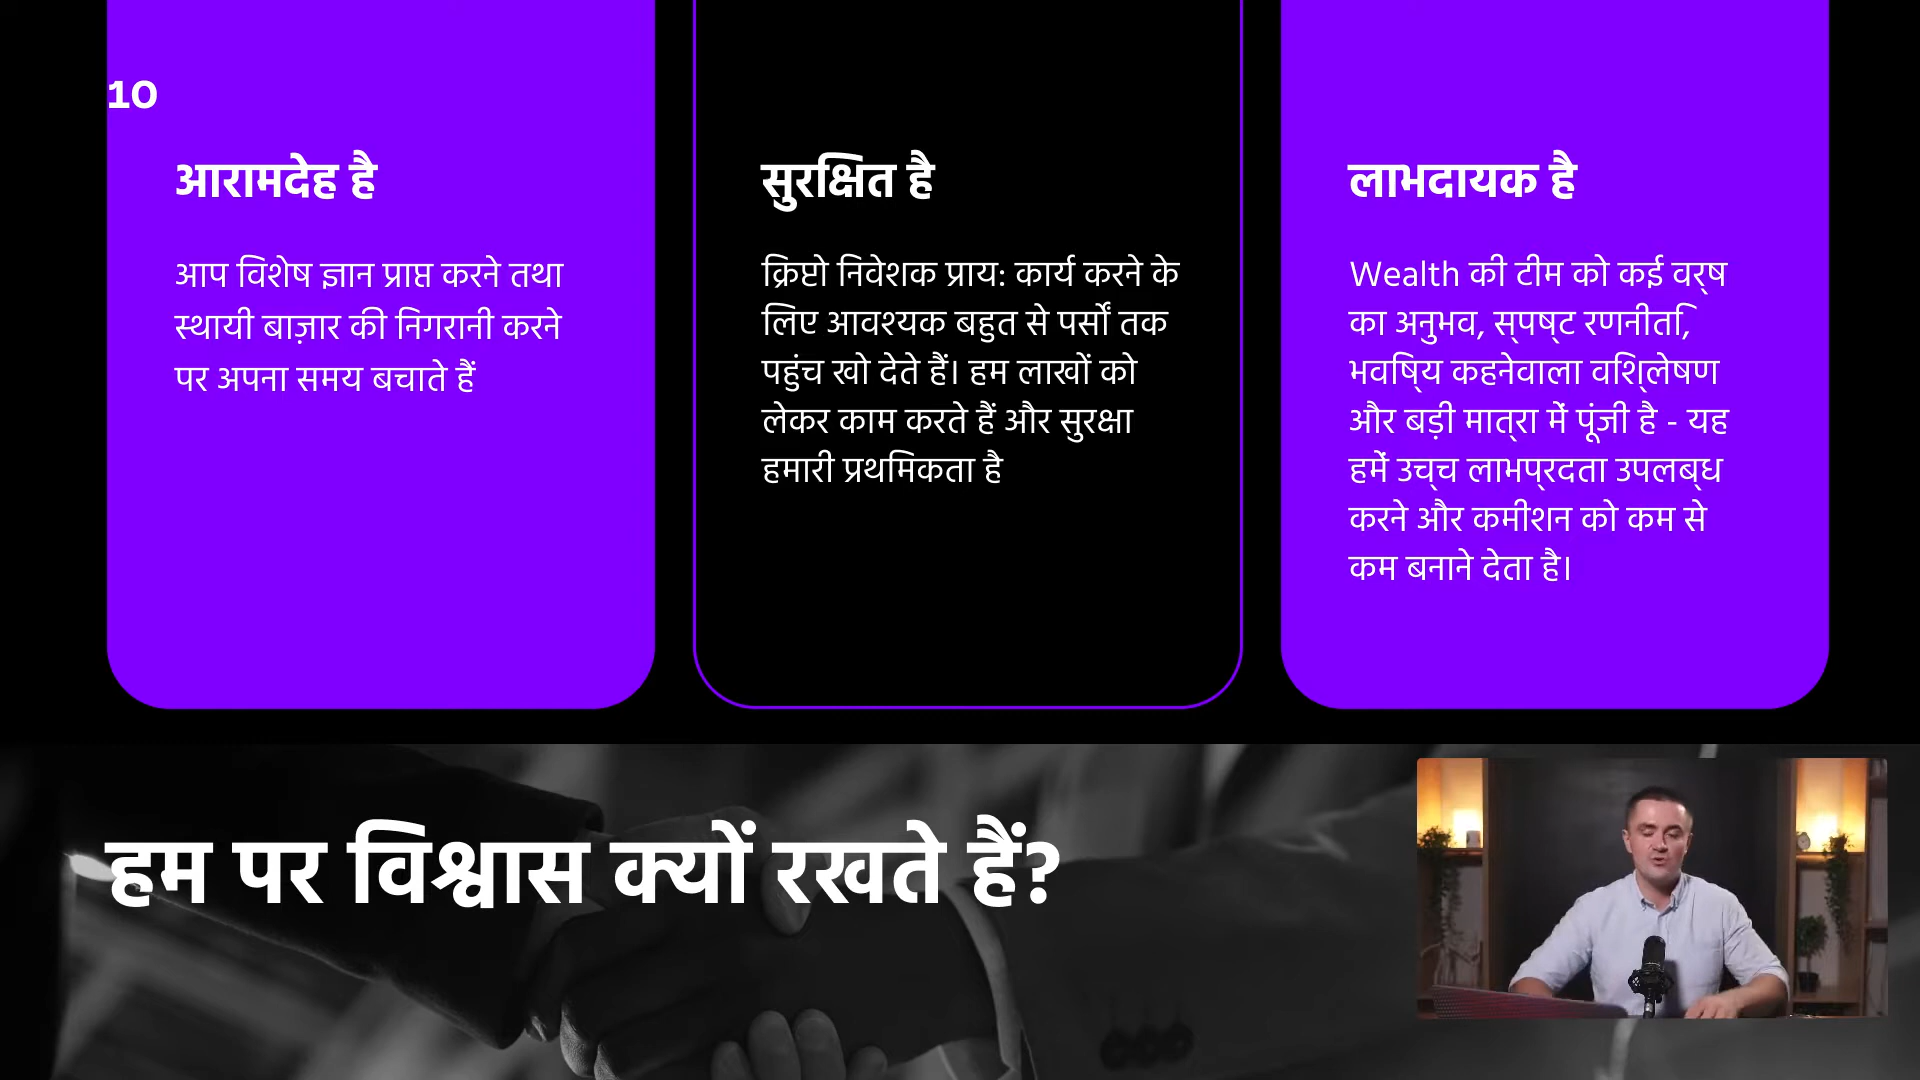 10
आरामदेह है
आप विशेष ज्ञान प्राप्त करने तथा
स्थायी बाज़ार की निगरानी करने
पर अपना समय बचाते हैं
सुरक्षित है
क्रिप्टो निवेशक प्राय: कार्य करने के
लिए आवश्यक बहुत से पर्सों तक
पहुंच खो देते हैं। हम लाखों को
लेकर काम करते हैं और सुरक्षा
हमारी प्रथमिकता है
लाभदायक है
Wealth की टीम को कई वर्ष
का अनुभव, स्पष्ट रणनीति,
भवष्यि कहनेवाला वश्लेषण
और बड़ी मात्रा में पूंजी है - यह
हमें उच्च लाभप्रदता उपलब्ध
करने और कमीशन को कम से
कम बनाने देता है।
हम पर विश्वास क्यों रखते हैं?